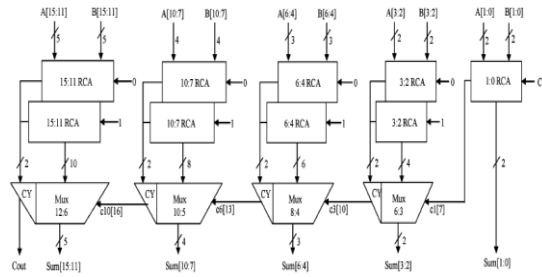 A[15:11] B[15:11] A[10:7] B[10:7] A[6:4] B[6:4] A[3:2] B[3:2] A[1:0] B[1:0]
5 5 4 4 3 3 2 2 2 2
15:11 RCA 0 10:7 RCA 0 6:4 RCA 0 3:2 RCA 0 1:0 RCA C
15:11 RCA 1 10:7 RCA 1 6:4 RCA 1 3:2 RCA 1
2 10 2 8 2 6 2 4 2
CY Mux CY Mux CY Mux CY Mux
12:6 c10[16] 10:5 c6[13] 8:4 c3[10] 6:3 c1[7]
5 4 3 2
Cout Sum[15:11] Sum[10:7] Sum[6:4] Sum[3:2] Sum[1:0]